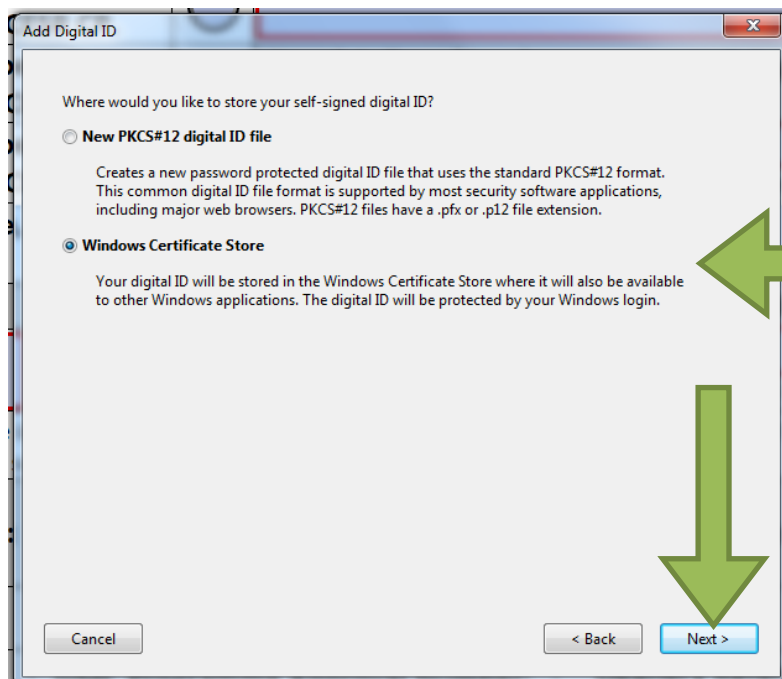 Add Digital ID
Where would you like to store your self-signed digital ID?
New PKCS#12 digital ID file
Creates a new password protected digital ID file that uses the standard PKCS#12 format.
This common digital ID file format is supported by most security software applications,
including major web browsers. PKCS#12 files have a .pfx or .p12 file extension.
Windows Certificate Store
Your digital ID will be stored in the Windows Certificate Store where it will also be available
to other Windows applications. The digital ID will be protected by your Windows login.
Cancel
< Back
Next >